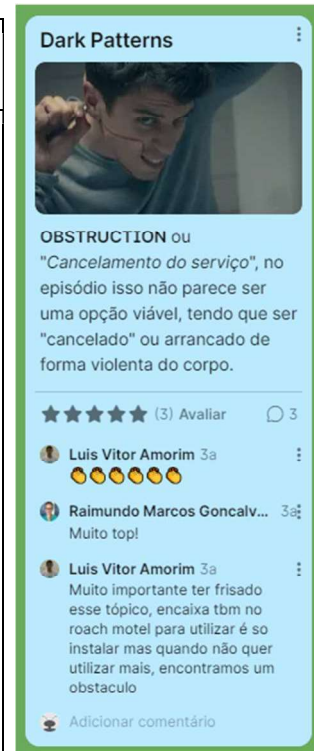 Dark Patterns
OBSTRUCTION ou
"Cancelamento do serviço", no
episódio isso não parece ser
uma opção viável, tendo que ser
"cancelado" ou arrancado de
forma violenta do corpo.
(3) Avaliar 3
Luis Vitor Amorim 3a
👏👏👏👏👏👏
Raimundo Marcos Goncalv... 3a
Muito top!
Luis Vitor Amorim 3a
Muito importante ter frisado
esse tópico, encaixa tbm no
roach motel para utilizar é so
instalar mas quando não quer
utilizar mais, encontramos um
obstaculo
Adicionar comentário